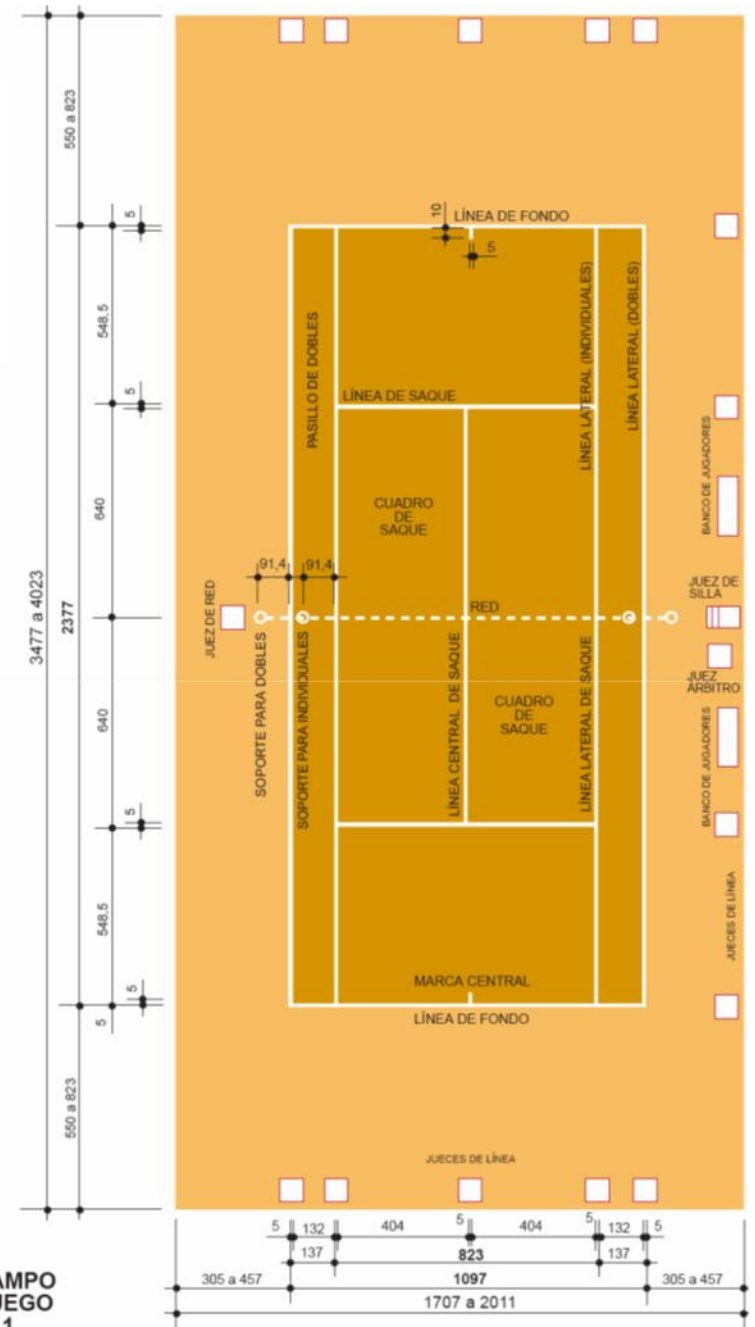 550 a 823
5
10
LÍNEA DE FONDO
5
548.5
PASILLO DE DOBLES
LÍNEA LATERAL (INDIVIDUALES)
LÍNEA LATERAL (DOBLES)
5
LÍNEA DE SAQUE
640
CUADRO
DE
SAQUE
BANCO DE JUGADORES
3477 a 4023
2377
91,4
91,4
JUEZ DE RED
RED
JUEZ DE
SILLA
JUEZ
ÁRBITRO
640
SOPORTE PARA DOBLES
SOPORTE PARA INDIVIDUALES
LÍNEA CENTRAL DE SAQUE
CUADRO
DE
SAQUE
LÍNEA LATERAL DE SAQUE
BANCO DE JUGADORES
5
548.5
JUECES DE LÍNEA
5
MARCA CENTRAL
5
LÍNEA DE FONDO
550 a 823
JUECES DE LÍNEA
5
132
404
5
404
5
132
5
137
823
137
305 a 457
1097
305 a 457
1707 a 2011
AMPO
UEGO
1